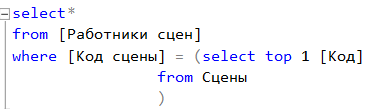 select*
from [Работники сцен]
where [Код сцены] = (select top 1 [Код]
from Сцены
)